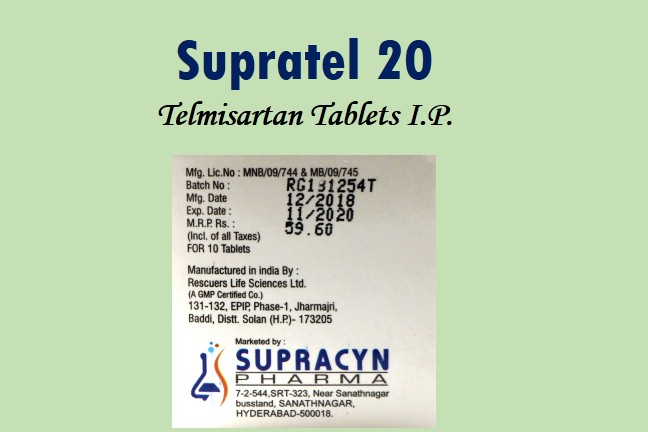 Supratel 20
Telmisartan Tablets I.P.
Mfg. Lic.No : MNB/09/744 & MB/09/745
Batch No : RG131254T
Mfg. Date 12/2018
Exp. Date : 11/2020
M.R.P. Rs. : 59.60
(Incl. of all Taxes)
FOR 10 Tablets
Manufactured in india By :
Rescuers Life Sciences Ltd.
(A GMP Certified Co.)
131-132, EPIP, Phase-1, Jharmajri,
Baddi, Distt. Solan (H.P.)- 173205
Marketed by :
SUPRACYN
PHARMA
7-2-544,SRT-323, Near Sanathnagar
busstand, SANATHNAGAR,
HYDERABAD-500018.